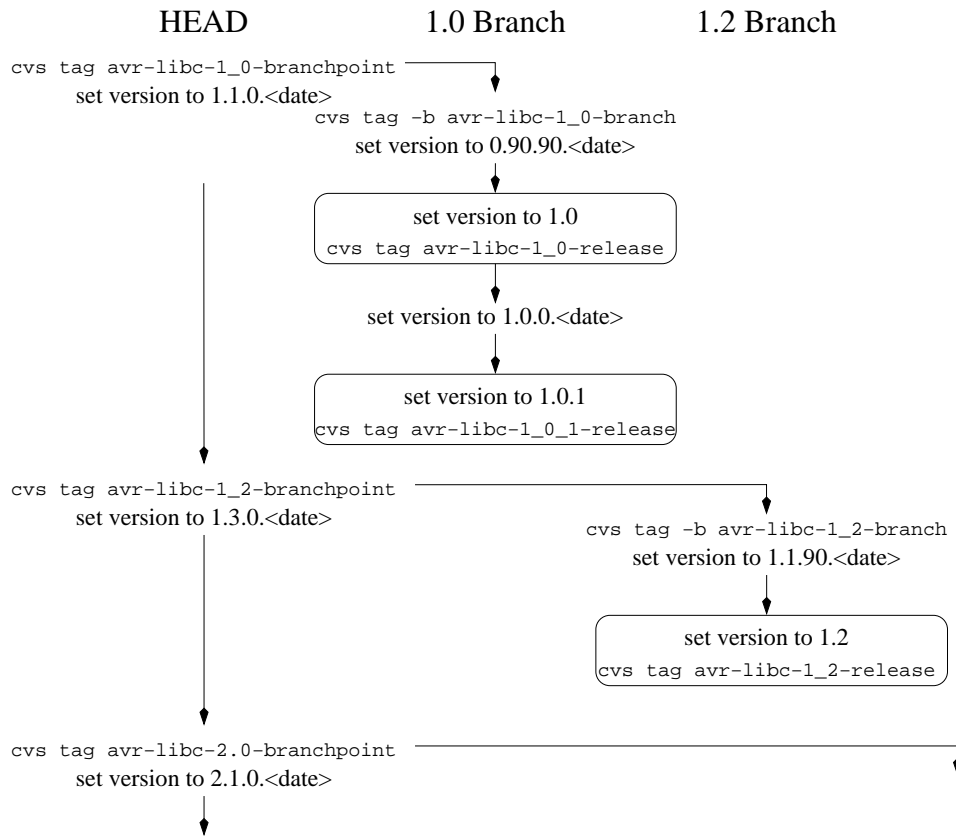 HEAD
1.0 Branch
1.2 Branch
cvs tag avr-libc-1_0-branchpoint
set version to 1.1.0.<date>
cvs tag -b avr-libc-1_0-branch
set version to 0.90.90.<date>
set version to 1.0
cvs tag avr-libc-1_0-release
set version to 1.0.0.<date>
set version to 1.0.1
cvs tag avr-libc-1_0_1-release
cvs tag avr-libc-1_2-branchpoint
set version to 1.3.0.<date>
cvs tag -b avr-libc-1_2-branch
set version to 1.1.90.<date>
set version to 1.2
cvs tag avr-libc-1_2-release
cvs tag avr-libc-2.0-branchpoint
set version to 2.1.0.<date>